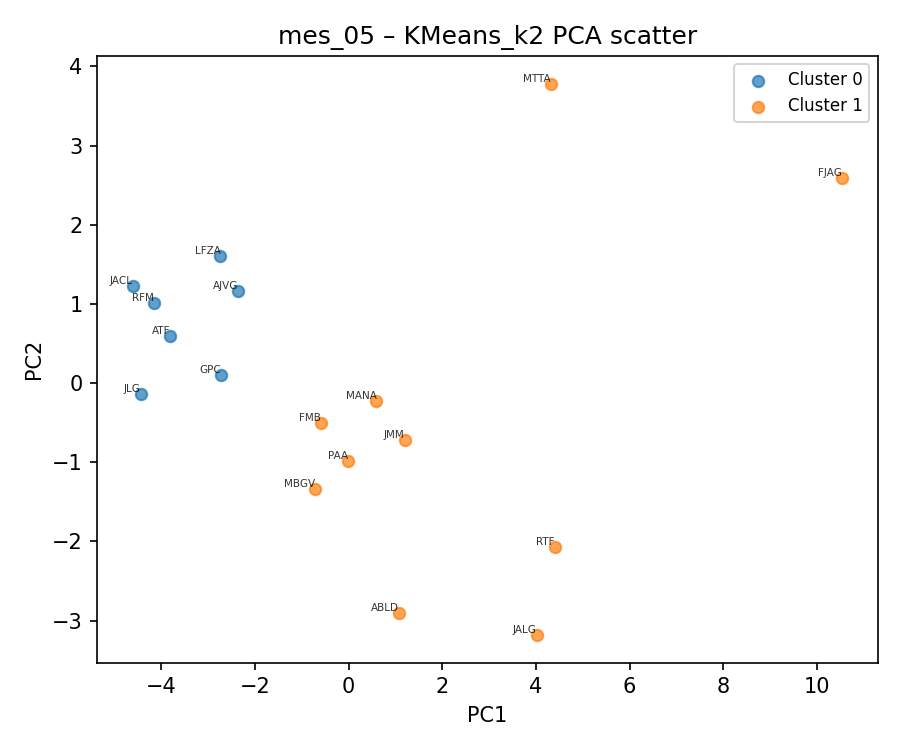 mes_05 – KMeans_k2 PCA scatter
Cluster 0
Cluster 1
MTTA
FJAG
LFZA
JACL
AJVG
RFM
ATF
GPC
JLG
MANA
FMB
JMM
PAA
MBGV
RTF
ABLD
JALG
4
3
2
1
0
−1
−2
−3
PC2
−4
−2
0
2
4
6
8
10
PC1